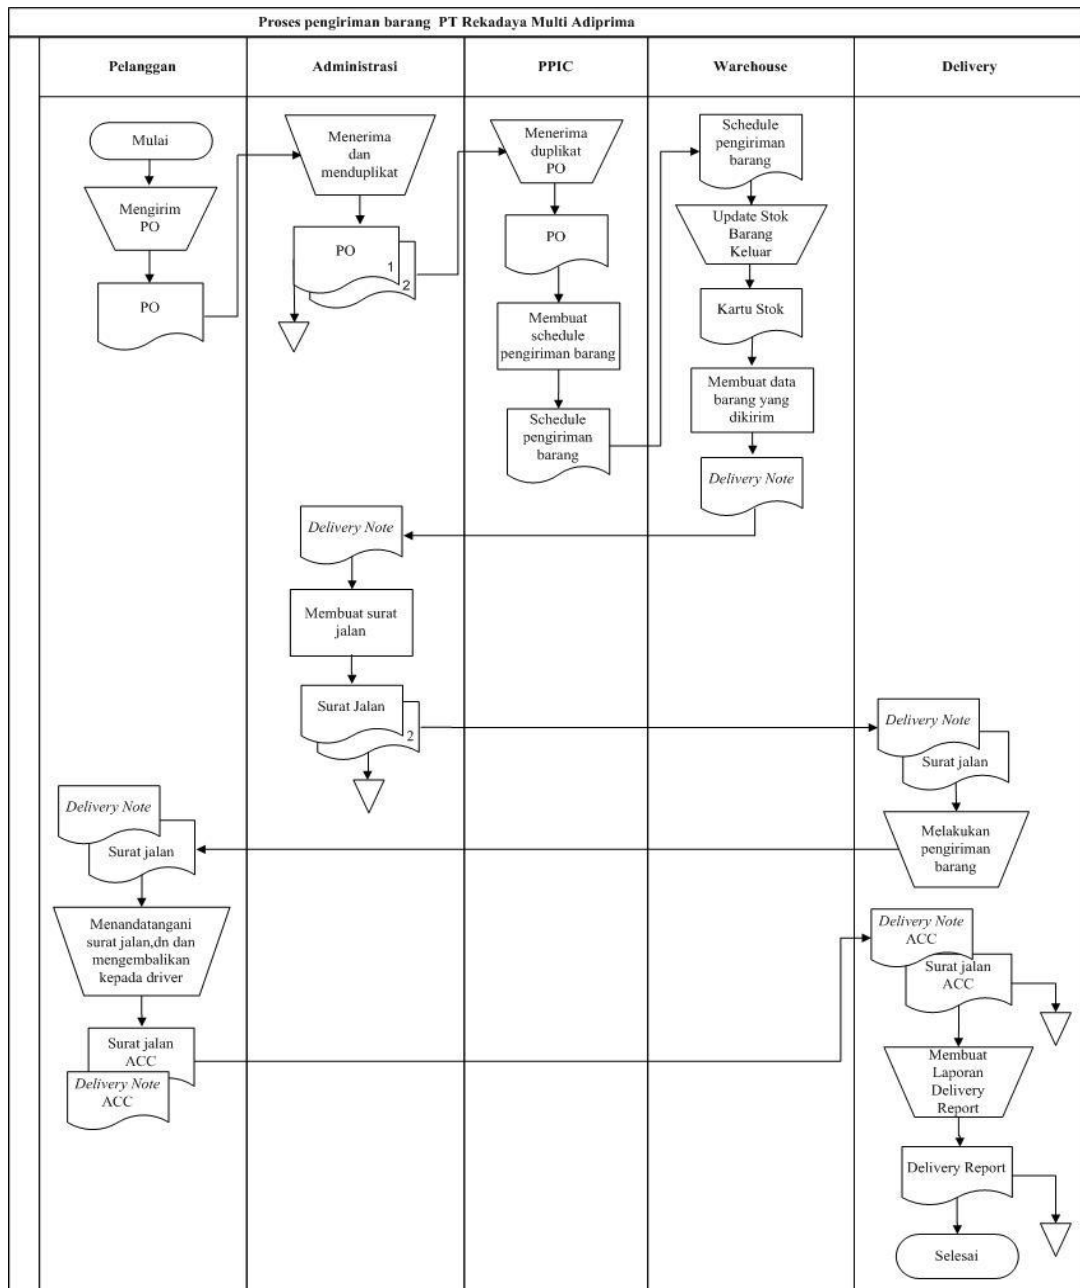 Proses pengiriman barang PT Rekadaya Multi Adiprima
Pelanggan
Administrasi
PPIC
Warehouse
Delivery
Mulai
Mengirim
PO
PO
Menerima
dan
menduplikat
PO
1
2
Menerima
duplikat
PO
PO
Membuat
schedule
pengiriman barang
Schedule
pengiriman
barang
Schedule
pengiriman
barang
Update Stok
Barang
Keluar
Kartu Stok
Membuat data
barang yang
dikirim
Delivery Note
Delivery Note
Membuat surat
jalan
Surat Jalan
2
Delivery Note
Surat jalan
Melakukan
pengiriman
barang
Delivery Note
Surat jalan
Menandatangani
surat jalan,dn dan
mengembalikan
kepada driver
Surat jalan
ACC
Delivery Note
ACC
Delivery Note
ACC
Surat jalan
ACC
Membuat
Laporan
Delivery
Report
Delivery Report
Selesai